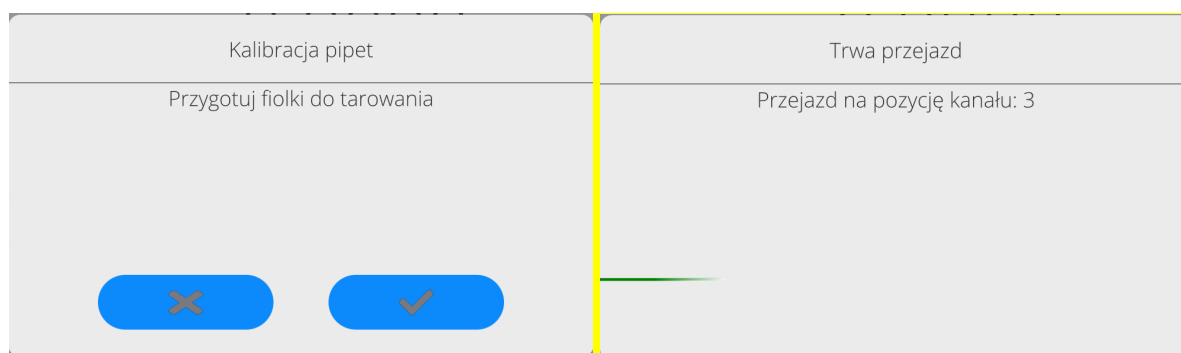 Kalibracja pipet
Przygotuj fiolki do tarowania
Trwa przejazd
Przejazd na pozycję kanału: 3